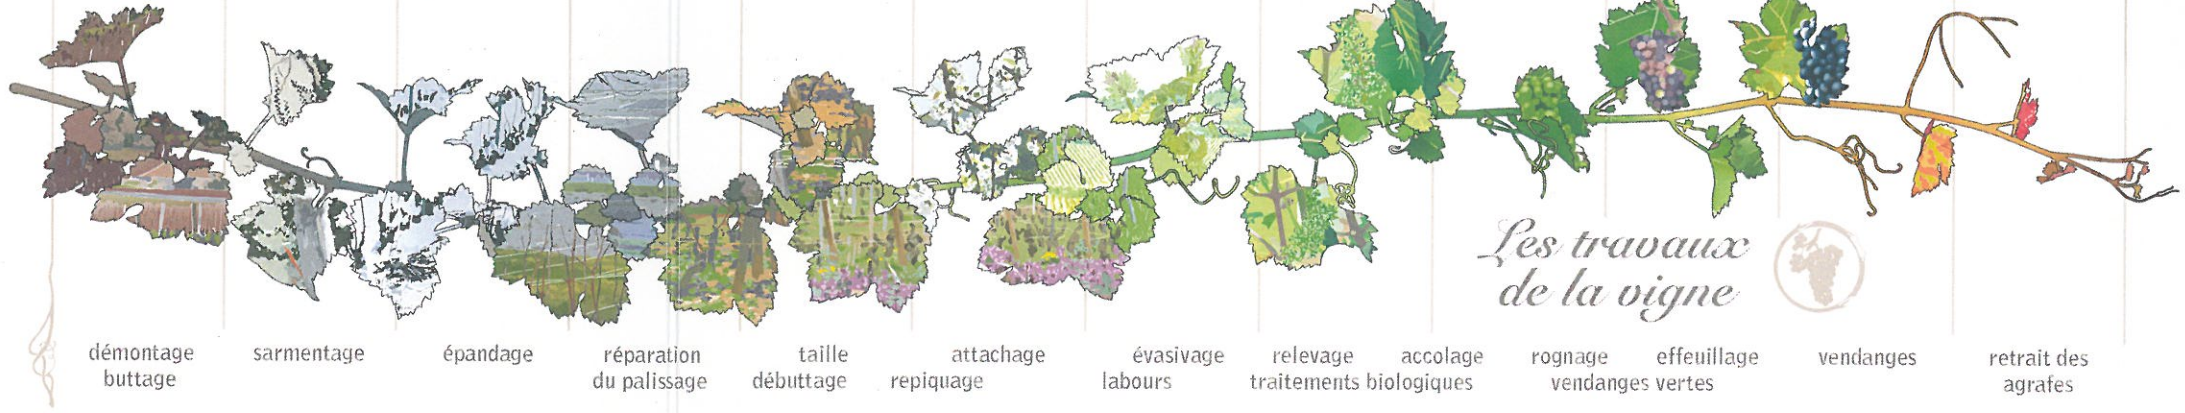 Les travaux
de la vigne
démontage sarmentage épandage réparation taille attachage évasivage relevage accolage rognage effeuillage vendanges retrait des
buttage du palissage débuttage repiquage labours traitements biologiques vendanges vertes agrafes